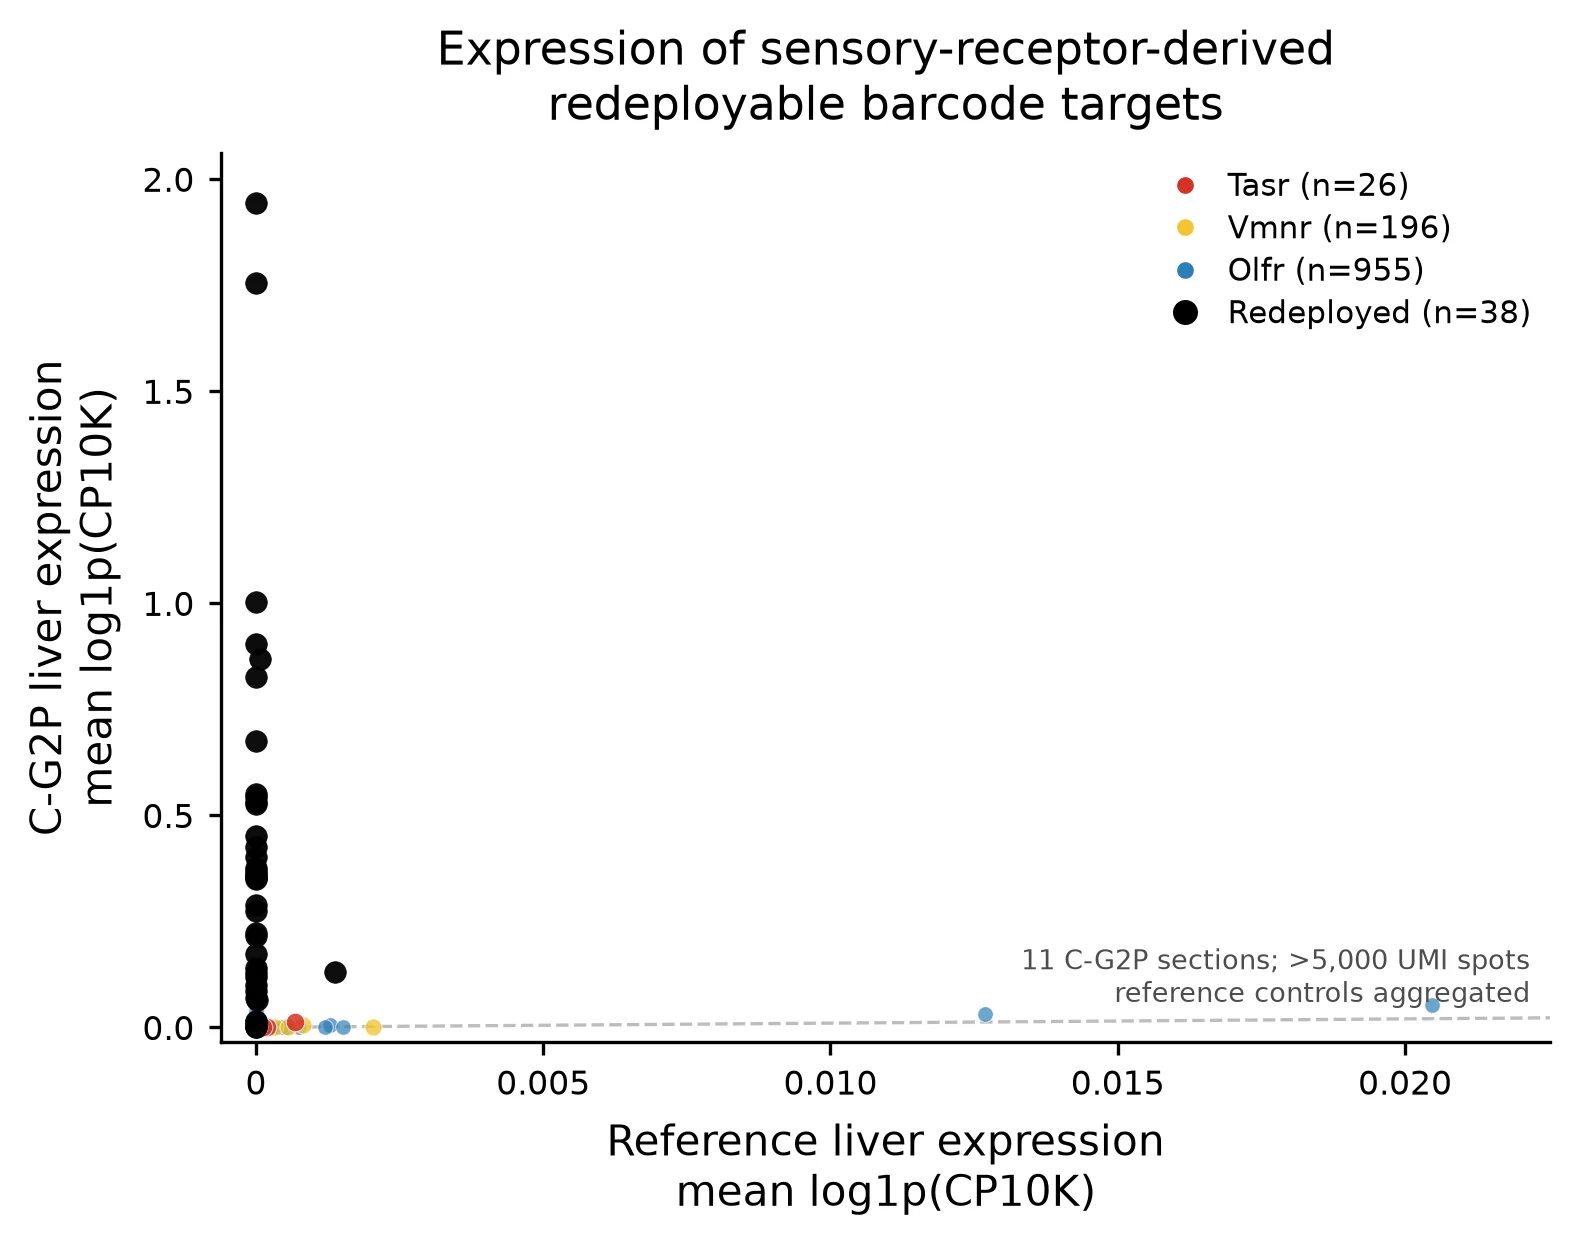 Expression of sensory-receptor-derived
redeployable barcode targets
C-G2P liver expression
mean log1p(CP10K)
2.0
1.5
1.0
0.5
0.0
Tasr (n=26)
Vmnr (n=196)
Olfr (n=955)
Redeployed (n=38)
11 C-G2P sections; >5,000 UMI spots
reference controls aggregated
0
0.005
0.010
0.015
0.020
Reference liver expression
mean log1p(CP10K)